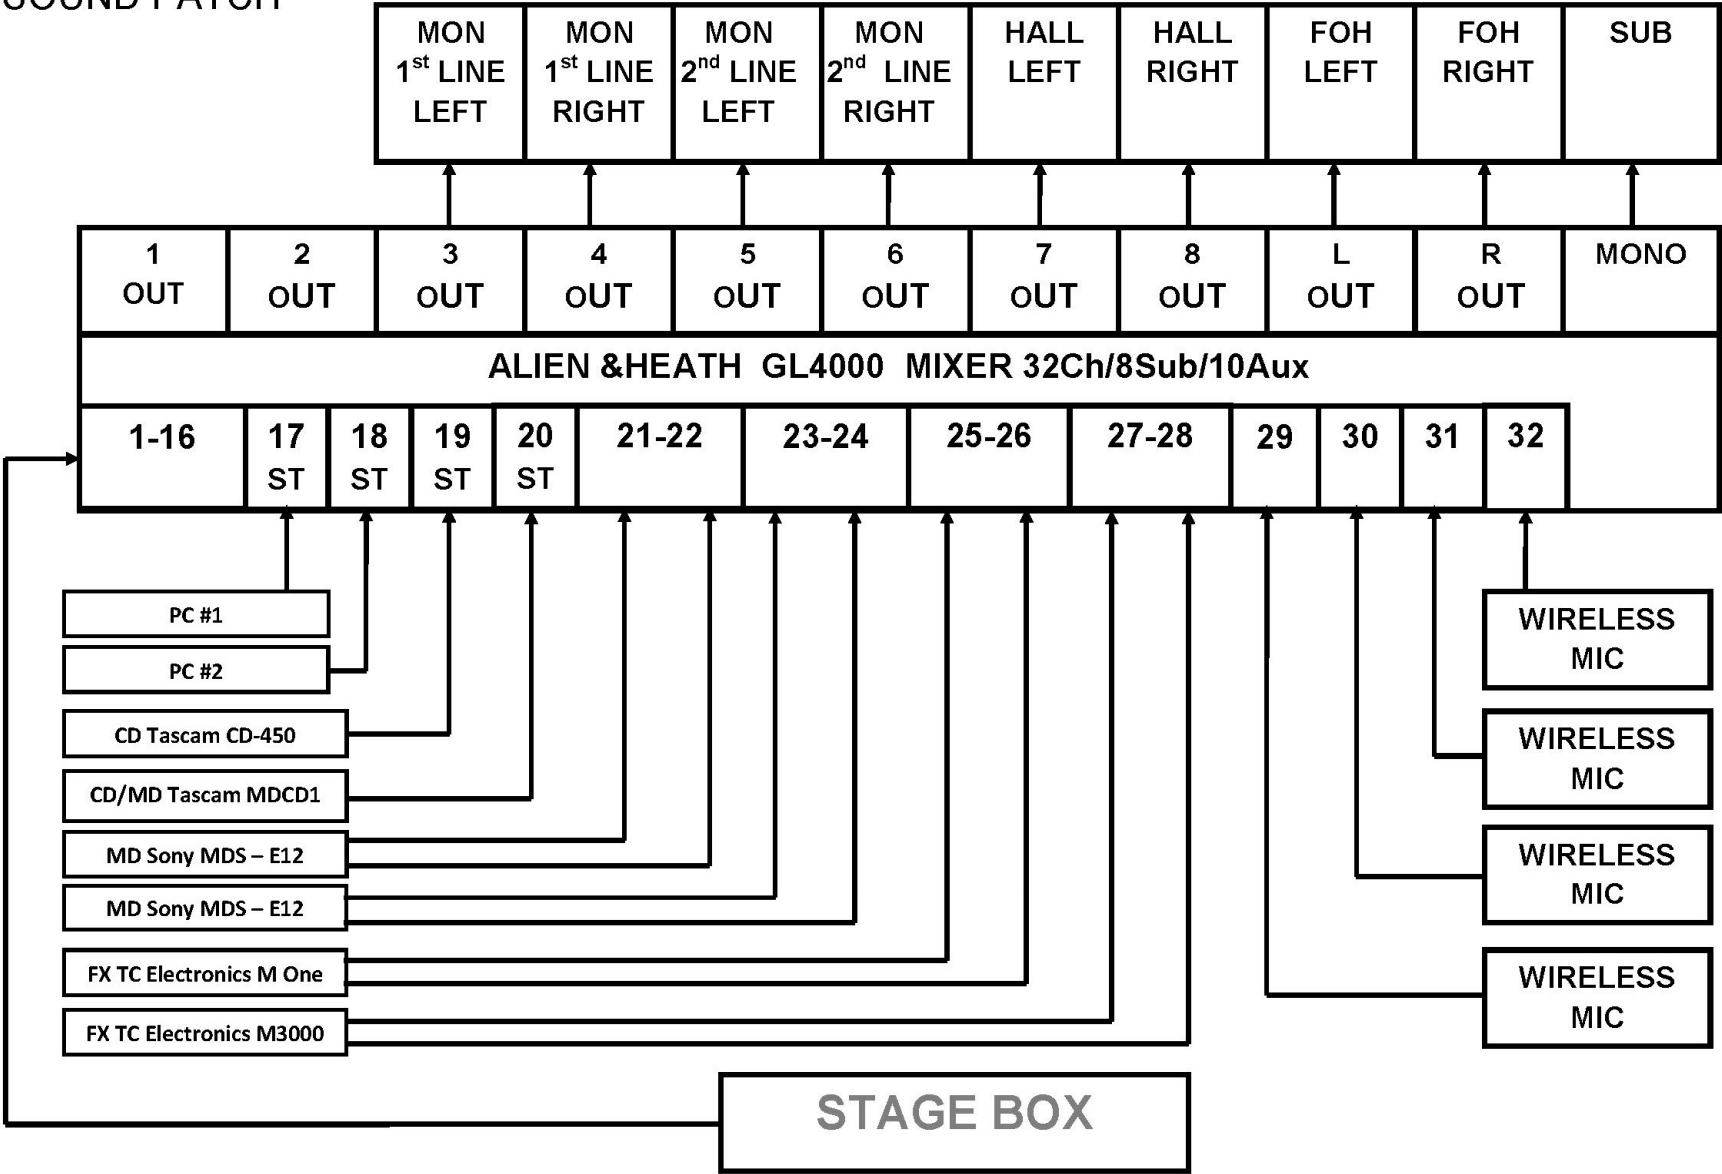 SOUND PATCH
MON 1st LINE LEFT
MON 1st LINE RIGHT
MON 2nd LINE LEFT
MON 2nd LINE RIGHT
HALL LEFT
HALL RIGHT
FOH LEFT
FOH RIGHT
SUB
1 OUT
2 OUT
3 OUT
4 OUT
5 OUT
6 OUT
7 OUT
8 OUT
L OUT
R OUT
MONO
ALIEN &HEATH GL4000 MIXER 32Ch/8Sub/10Aux
1-16
17 ST
18 ST
19 ST
20 ST
21-22
23-24
25-26
27-28
29
30
31
32
PC #1
PC #2
CD Tascam CD-450
CD/MD Tascam MDCD1
MD Sony MDS – E12
MD Sony MDS – E12
FX TC Electronics M One
FX TC Electronics M3000
WIRELESS MIC
WIRELESS MIC
WIRELESS MIC
WIRELESS MIC
STAGE BOX